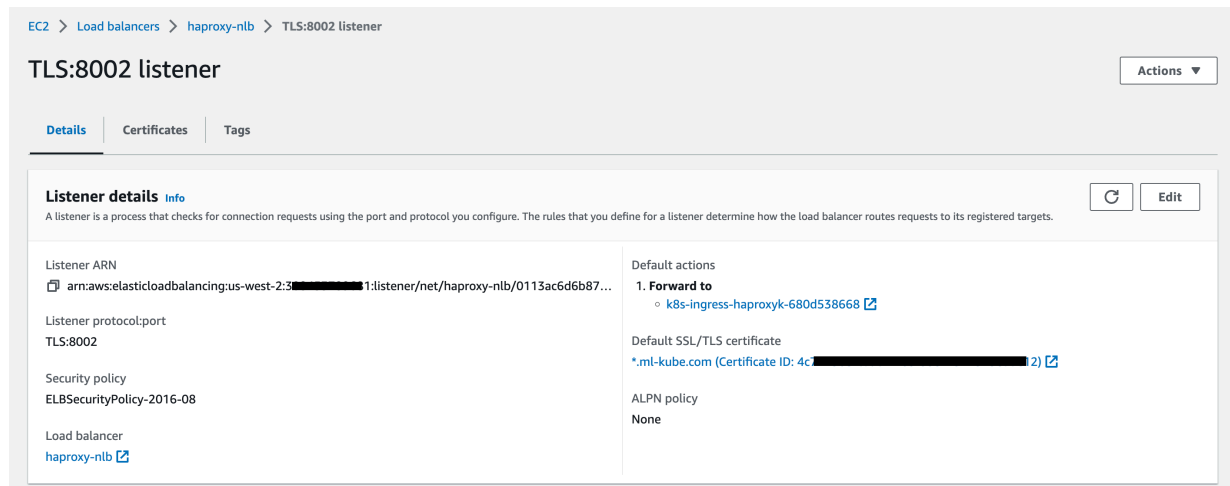 EC2 > Load balancers > haproxy-nlb > TLS:8002 listener
TLS:8002 listener
Actions ▼
Details
Certificates
Tags
Listener details Info
A listener is a process that checks for connection requests using the port and protocol you configure. The rules that you define for a listener determine how the load balancer routes requests to its registered targets.
Edit
Listener ARN
arn:aws:elasticloadbalancing:us-west-2:3 1:listener/net/haproxy-nlb/0113ac6d6b87...
Listener protocol:port
TLS:8002
Security policy
ELBSecurityPolicy-2016-08
Load balancer
haproxy-nlb
Default actions
1. Forward to
k8s-ingress-haproxyk-680d538668
Default SSL/TLS certificate
*.ml-kube.com (Certificate ID: 4c7 12)
ALPN policy
None